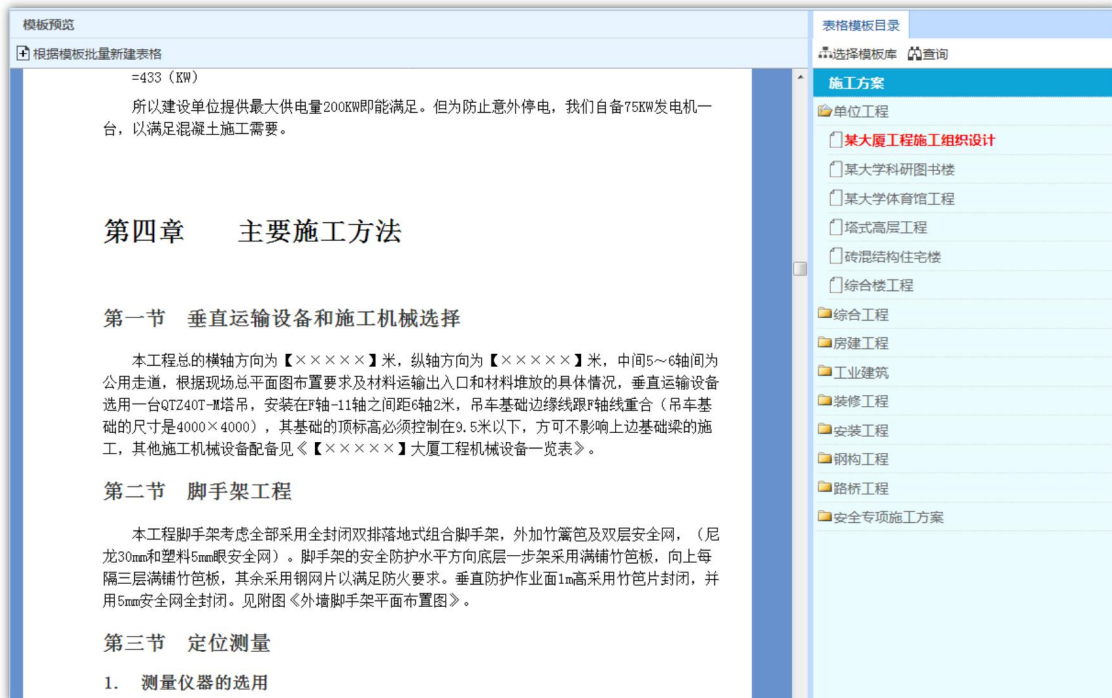 模板预览
根据模板批量新建表格
=433（KW）
所以建设单位提供最大供电量200KW即能满足。但为防止意外停电，我们自备75KW发电机一
台，以满足混凝土施工需要。
第四章 主要施工方法
第一节 垂直运输设备和施工机械选择
本工程总的横轴方向为【×××××】米，纵轴方向为【×××××】米，中间5～6轴间为
公用走道，根据现场总平面图布置要求及材料运输出入口和材料堆放的具体情况，垂直运输设备
选用一台QTZ40T-M塔吊，安装在F轴-11轴之间距6轴2米，吊车基础边缘线跟F轴线重合（吊车基
础的尺寸是4000×4000），其基础的顶标高必须控制在9.5米以下，方可不影响上边基础梁的施
工，其他施工机械设备配备见《【×××××】大厦工程机械设备一览表》。
第二节 脚手架工程
本工程脚手架考虑全部采用全封闭双排落地式组合脚手架，外加竹篱笆及双层安全网，（尼
龙30mm和塑料5mm眼安全网）。脚手架的安全防护水平方向底层一步架采用满铺竹笆板，向上每
隔三层满铺竹笆板，其余采用钢网片以满足防火要求。垂直防护作业面1m高采用竹笆片封闭，并
用5mm安全网全封闭。见附图《外墙脚手架平面布置图》。
第三节 定位测量
1. 测量仪器的选用
表格模板目录
选择模板库 查询
施工方案
单位工程
某大厦工程施工组织设计
某大学科研图书楼
某大学体育馆工程
塔式高层工程
砖混结构住宅楼
综合楼工程
综合工程
房建工程
工业建筑
装修工程
安装工程
钢构工程
路桥工程
安全专项施工方案